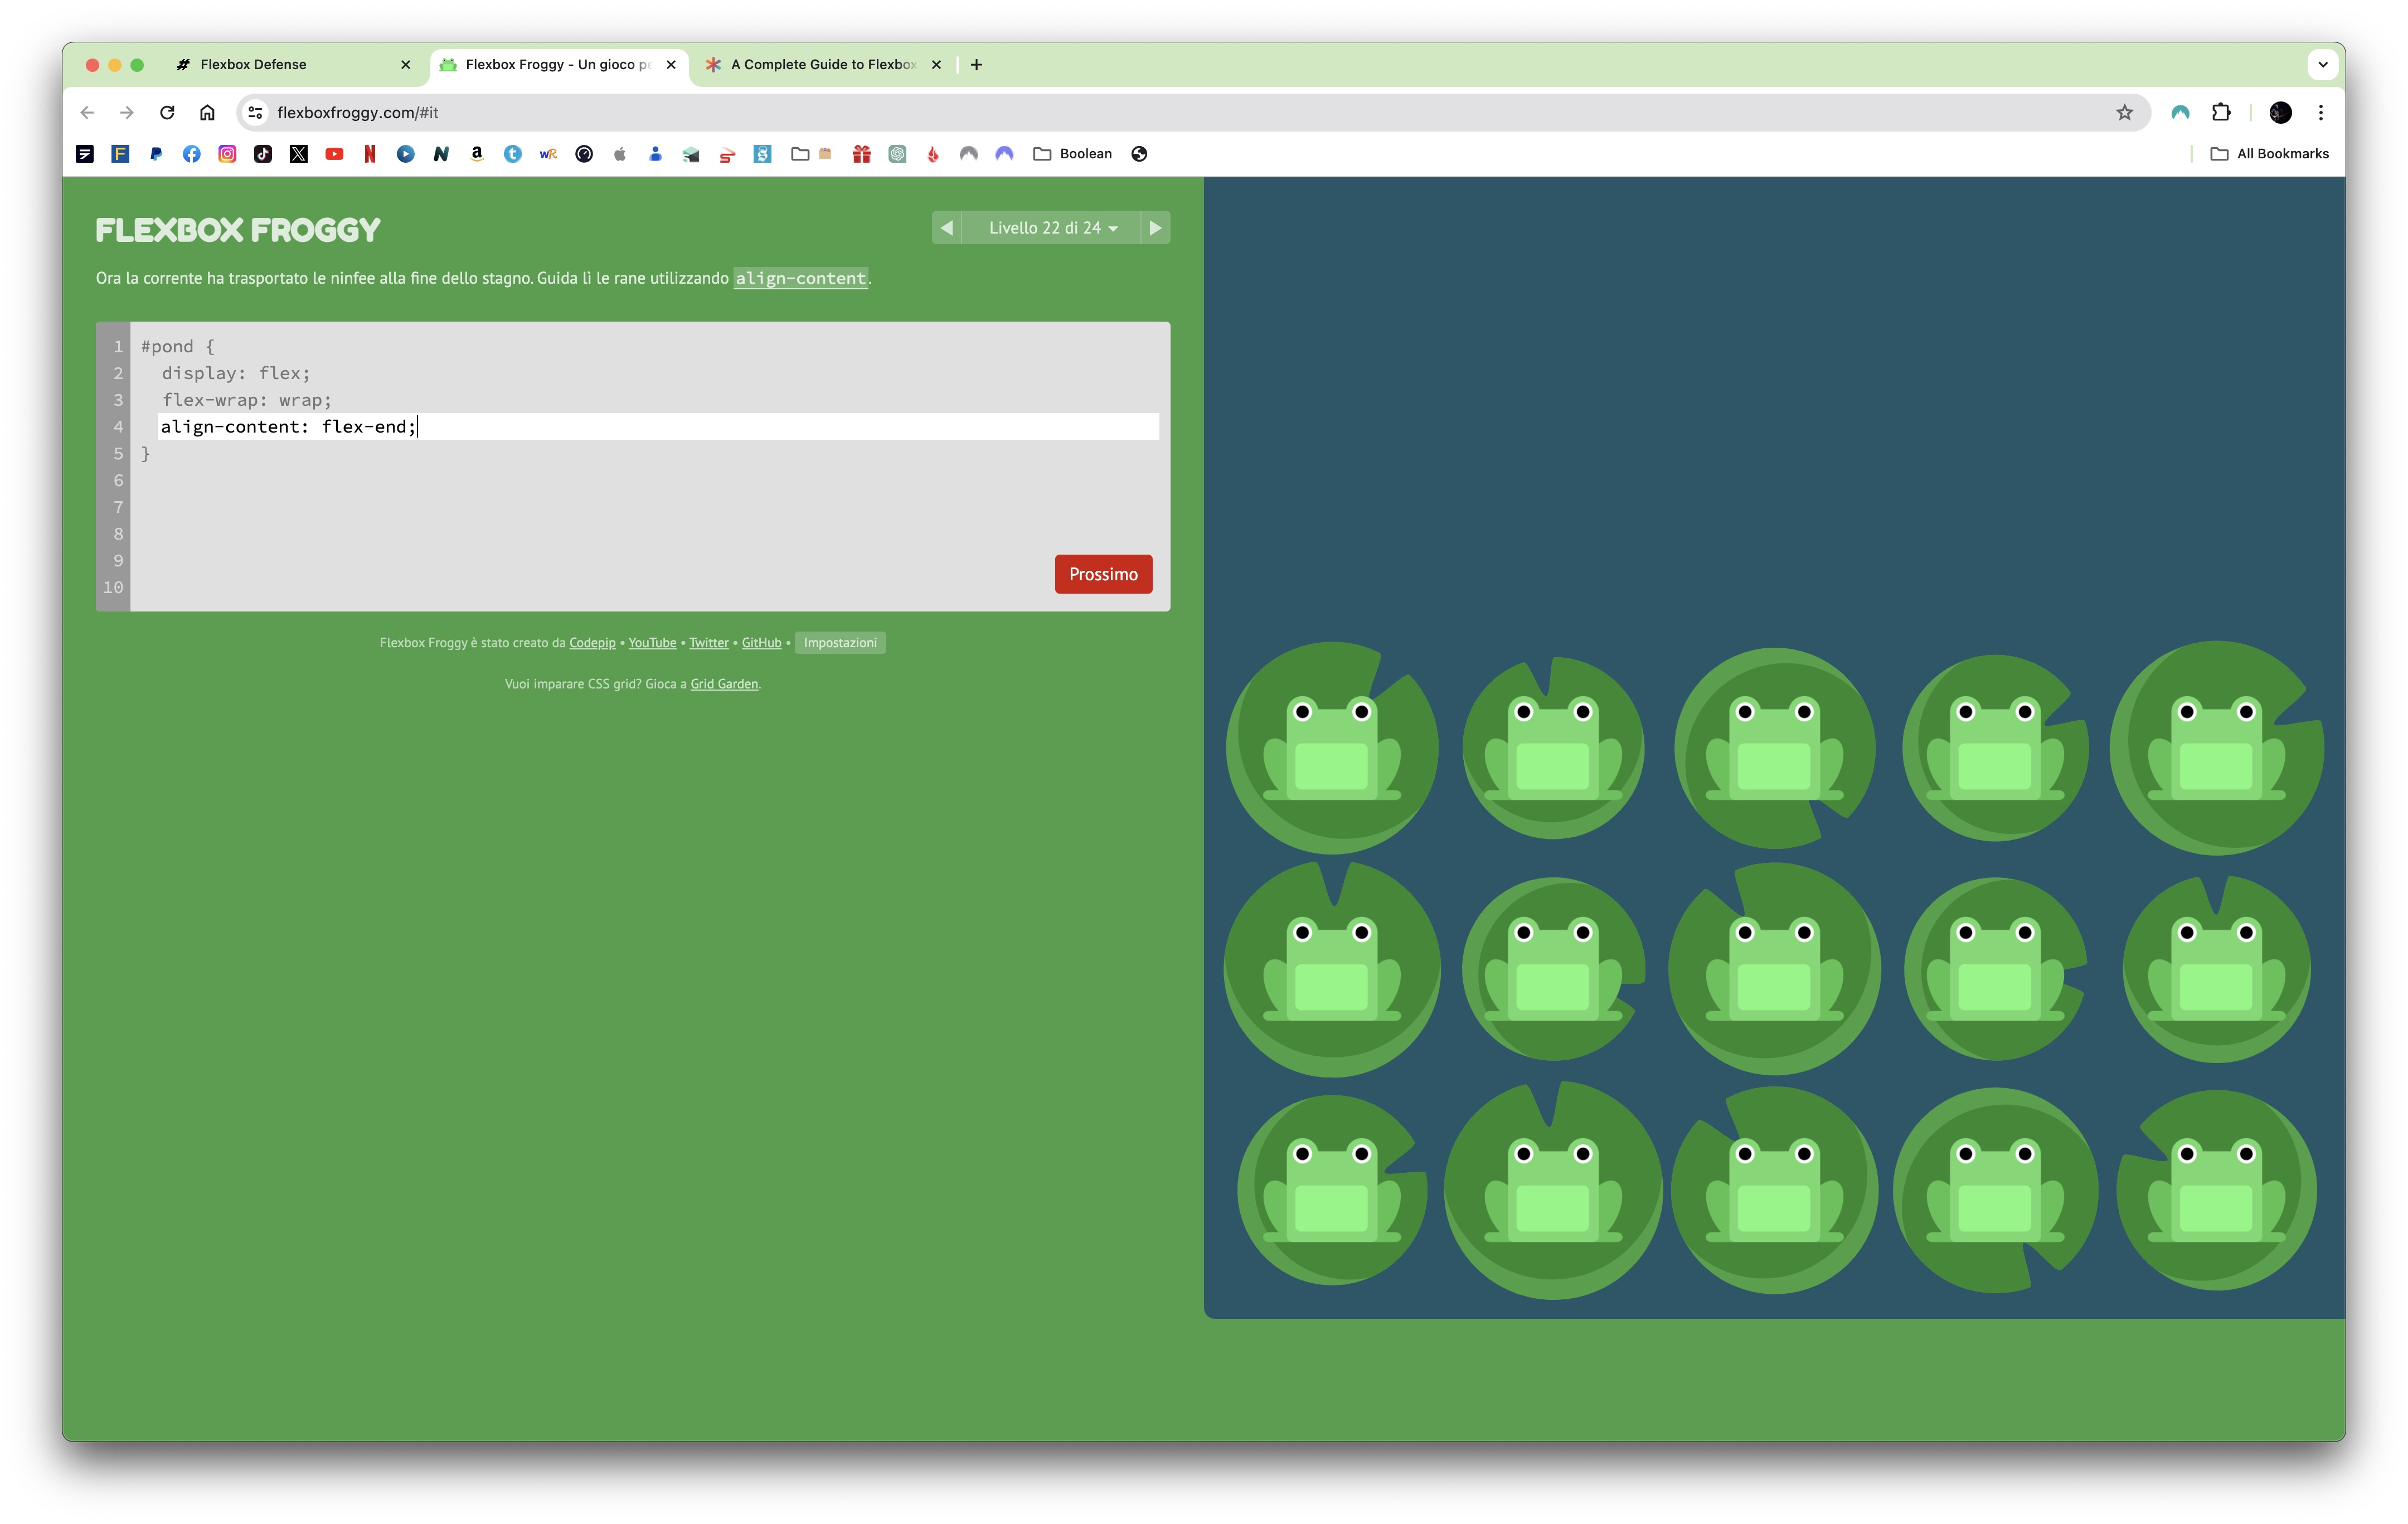 Flexbox Defense
Flexbox Froggy - Un gioco pe
A Complete Guide to Flexbox
flexboxfroggy.com/#it
Boolean
All Bookmarks
FLEXBOX FROGGY
Livello 22 di 24
Ora la corrente ha trasportato le ninfee alla fine dello stagno. Guida lì le rane utilizzando align-content.
1 #pond {
2 display: flex;
3 flex-wrap: wrap;
4 align-content: flex-end;
5 }
6
7
8
9
10
Prossimo
Flexbox Froggy è stato creato da Codepip • YouTube • Twitter • GitHub • Impostazioni
Vuoi imparare CSS grid? Gioca a Grid Garden.